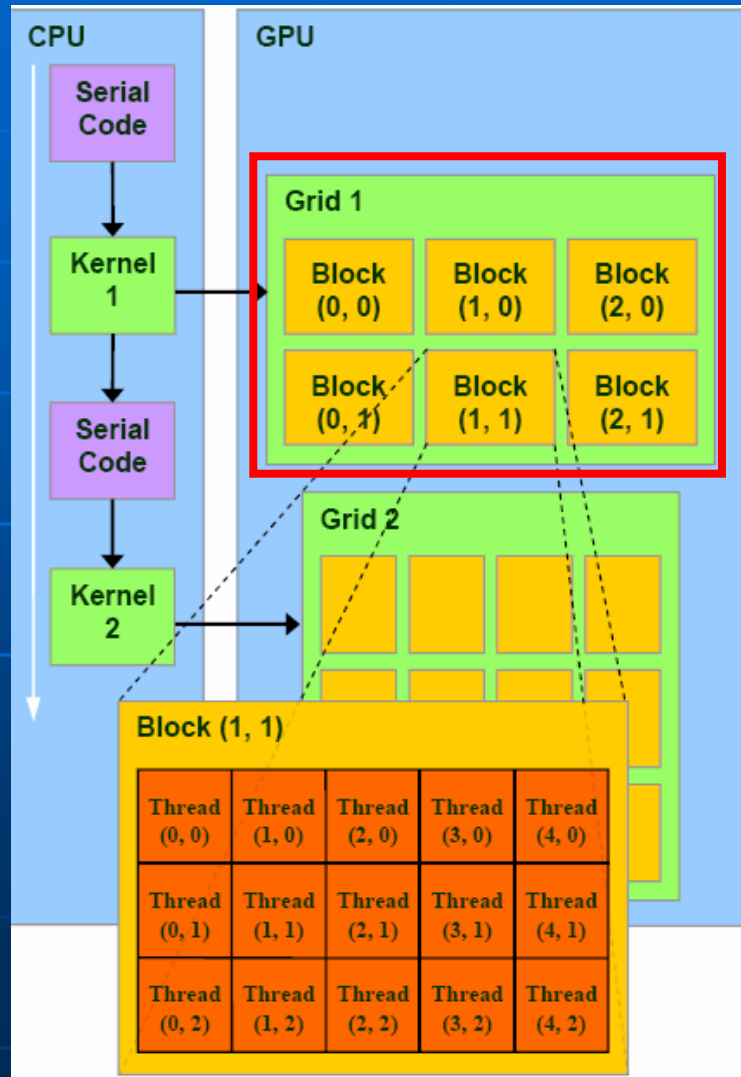 CPU
GPU
Serial
Code
Grid 1
Kernel
1
Block
(0, 0)
Block
(1, 0)
Block
(2, 0)
Block
(0, 1)
Block
(1, 1)
Block
(2, 1)
Serial
Code
Grid 2
Kernel
2
Block (1, 1)
Thread
(0, 0)
Thread
(1, 0)
Thread
(2, 0)
Thread
(3, 0)
Thread
(4, 0)
Thread
(0, 1)
Thread
(1, 1)
Thread
(2, 1)
Thread
(3, 1)
Thread
(4, 1)
Thread
(0, 2)
Thread
(1, 2)
Thread
(2, 2)
Thread
(3, 2)
Thread
(4, 2)